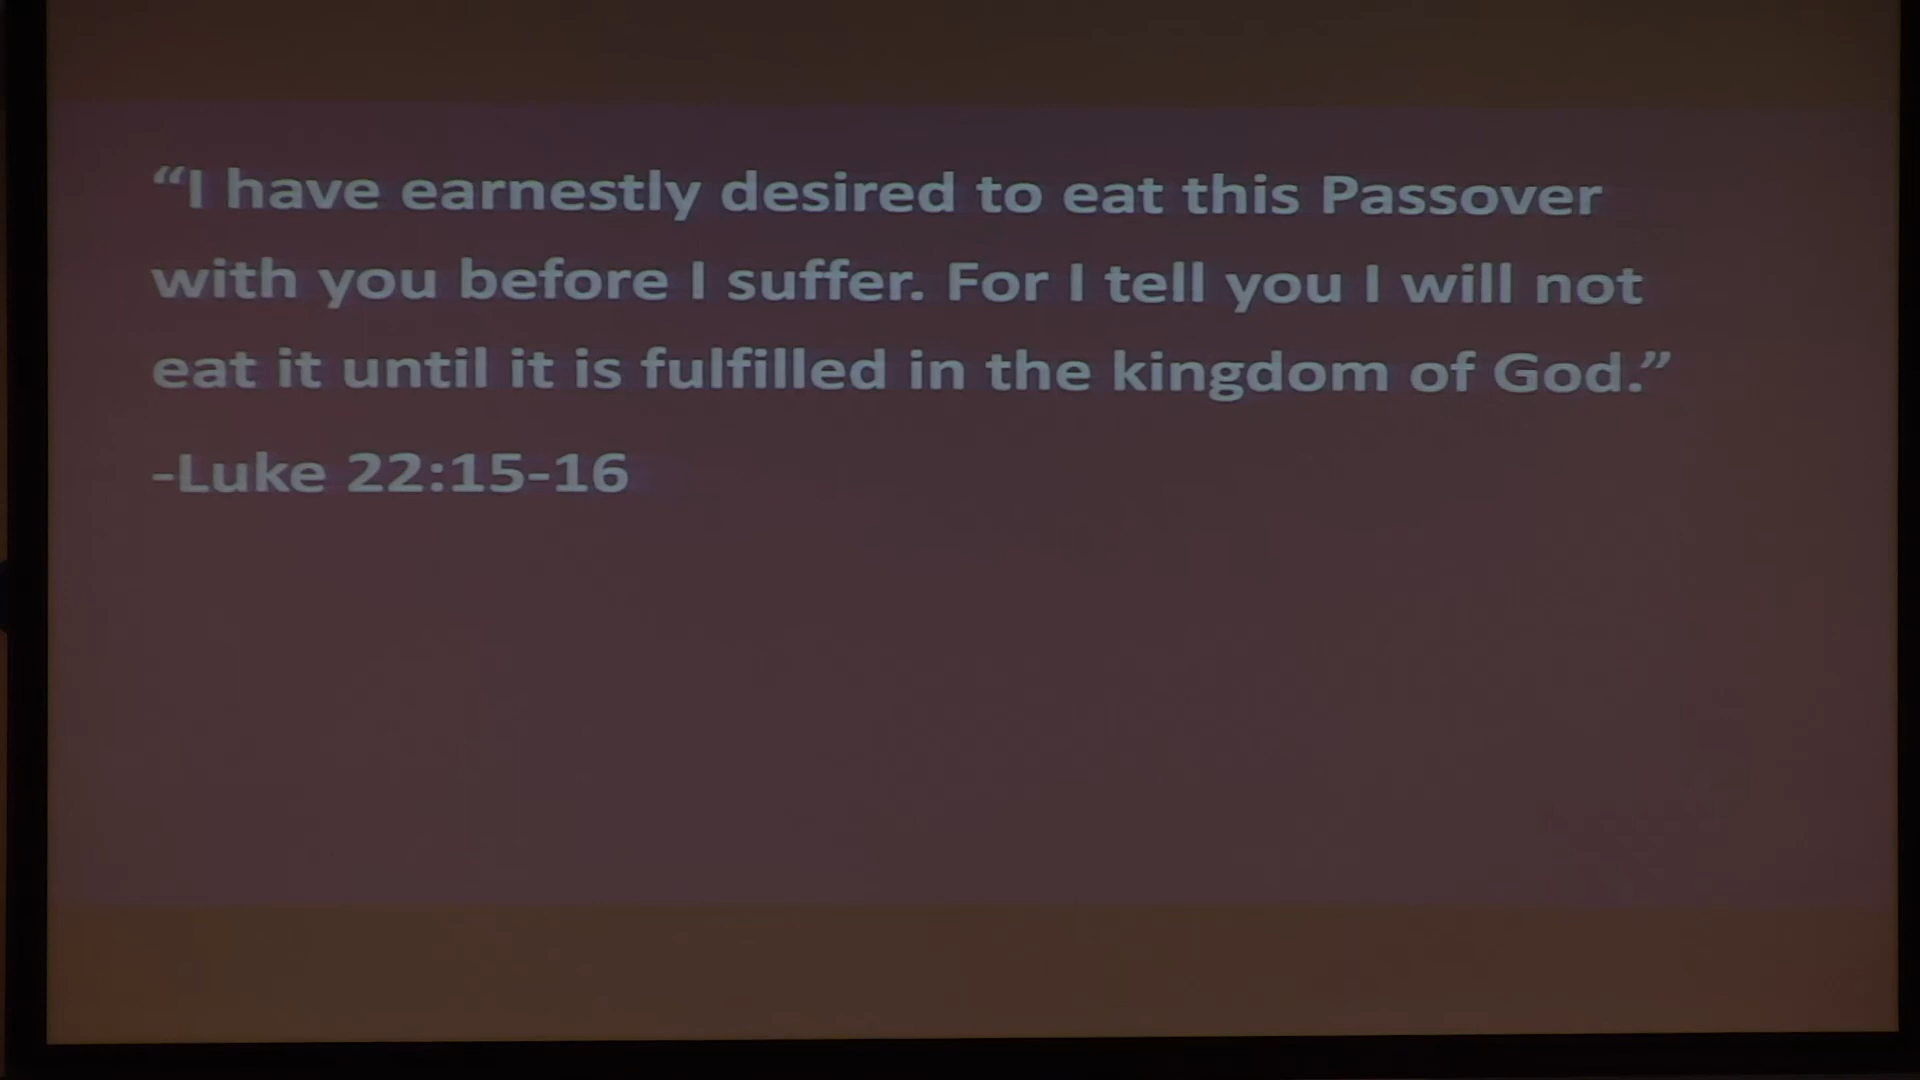 “I have earnestly desired to eat this Passover
with you before I suffer. For I tell you I will not
eat it until it is fulfilled in the kingdom of God.”
-Luke 22:15-16